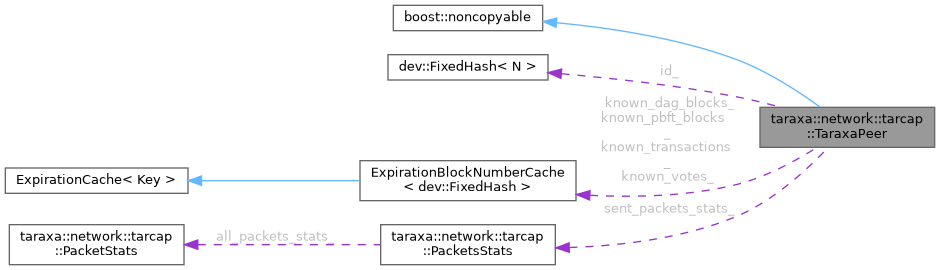 boost::noncopyable
dev::FixedHash< N >
id_
taraxa::network::tarcap
::TaraxaPeer
known_dag_blocks_
known_pbft_blocks
_
known_transactions
_
known_votes_
ExpirationCache< Key >
ExpirationBlockNumberCache
< dev::FixedHash >
sent_packets_stats_
taraxa::network::tarcap
::PacketStats
all_packets_stats_
taraxa::network::tarcap
::PacketsStats